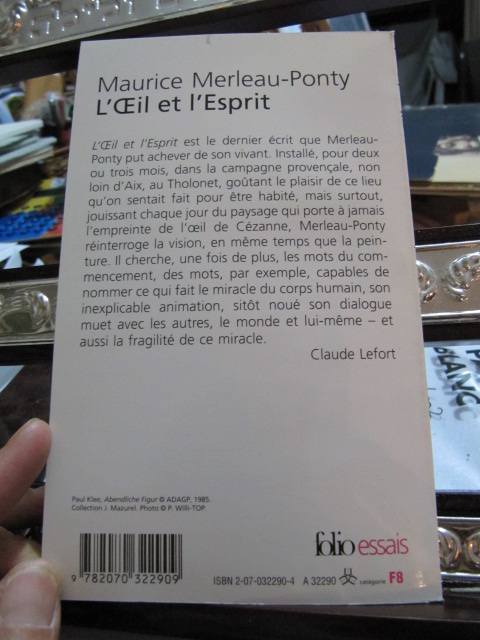 Maurice Merleau-Ponty
L'Œil et l'Esprit
L'Œil et l'Esprit est le dernier écrit que Merleau-
Ponty put achever de son vivant. Installé, pour deux
ou trois mois, dans la campagne provençale, non
loin d'Aix, au Tholonet, goûtant le plaisir de ce lieu
qu'on sentait fait pour être habité, mais surtout,
jouissant chaque jour du paysage qui porte à jamais
l'empreinte de l'œil de Cézanne, Merleau-Ponty
réinterroge la vision, en même temps que la pein-
ture. Il cherche, une fois de plus, les mots du com-
mencement, des mots, par exemple, capables de
nommer ce qui fait le miracle du corps humain, son
inexplicable animation, sitôt noué son dialogue
muet avec les autres, le monde et lui-même – et
aussi la fragilité de ce miracle.
Claude Lefort
Paul Klee, Abendliche Figur © ADAGP, 1985.
Collection J. Mazurel. Photo © P. Willi-TOP.
folio essais
9 782070 322909
ISBN 2-07-032290-4 A 32290 catégorie F8
BIANCO